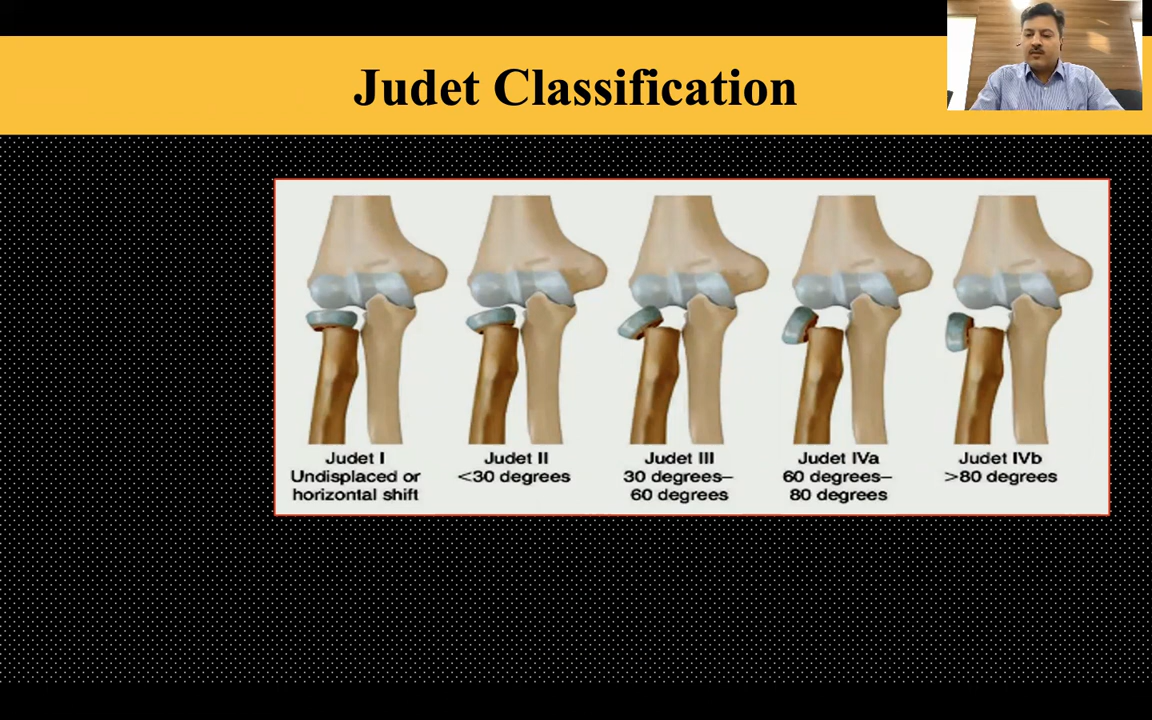 Judet Classification
Judet I
Undisplaced or
horizontal shift
Judet II
<30 degrees
Judet III
30 degrees–
60 degrees
Judet IVa
60 degrees–
80 degrees
Judet IVb
>80 degrees